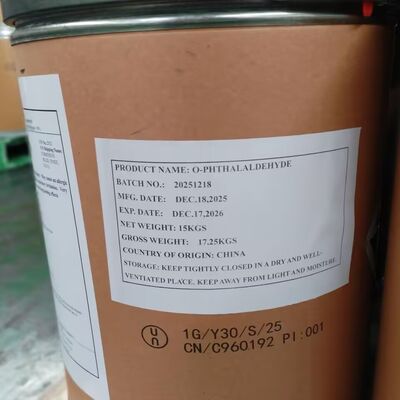 PRODUCT NAME: O-PHTHALALDEHYDE
BATCH NO.: 20251218
MFG. DATE: DEC.18,2025
EXP. DATE: DEC.17,2026
NET WEIGHT: 15KGS
GROSS WEIGHT: 17.25KGS
COUNTRY OF ORIGIN: CHINA
STORAGE: KEEP TIGHTLY CLOSED IN A DRY AND WELL-
VENTILATED PLACE. KEEP AWAY FROM LIGHT AND MOISTURE
un 1G/Y30/S/25
CN/C960192 PI:001